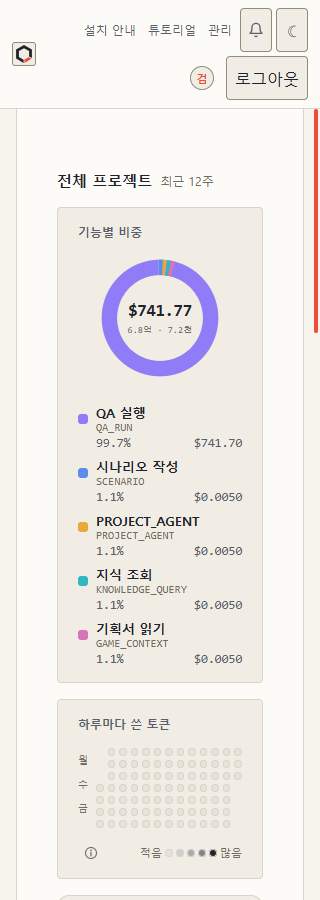 설치 안내 튜토리얼 관리
검 로그아웃
전체 프로젝트 최근 12주
기능별 비중
$741.77
6.8억 · 7.2천
QA 실행
QA_RUN
99.7% $741.70
시나리오 작성
SCENARIO
1.1% $0.0050
PROJECT_AGENT
PROJECT_AGENT
1.1% $0.0050
지식 조회
KNOWLEDGE_QUERY
1.1% $0.0050
기획서 읽기
GAME_CONTEXT
1.1% $0.0050
하루마다 쓴 토큰
월
수
금
적음 많음